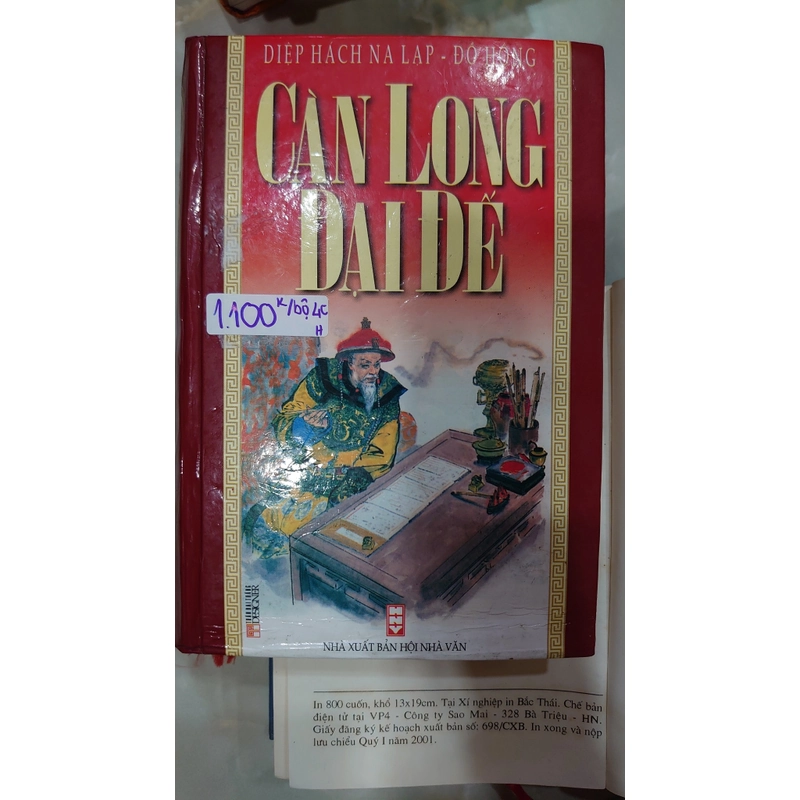 DIỆP HÁCH NA LẠP - ĐỖ HỒNG
CÀN LONG
ĐẠI ĐẾ
1.100K/bộ 4C
H
DESIGNER
HNV
NHÀ XUẤT BẢN HỘI NHÀ VĂN
In 800 cuốn, khổ 13x19cm. Tại Xí nghiệp in Bắc Thái. Chế bản
điện tử tại VP4 - Công ty Sao Mai - 328 Bà Triệu - HN.
Giấy đăng ký kế hoạch xuất bản số: 698/CXB. In xong và nộp
lưu chiểu Quý I năm 2001.